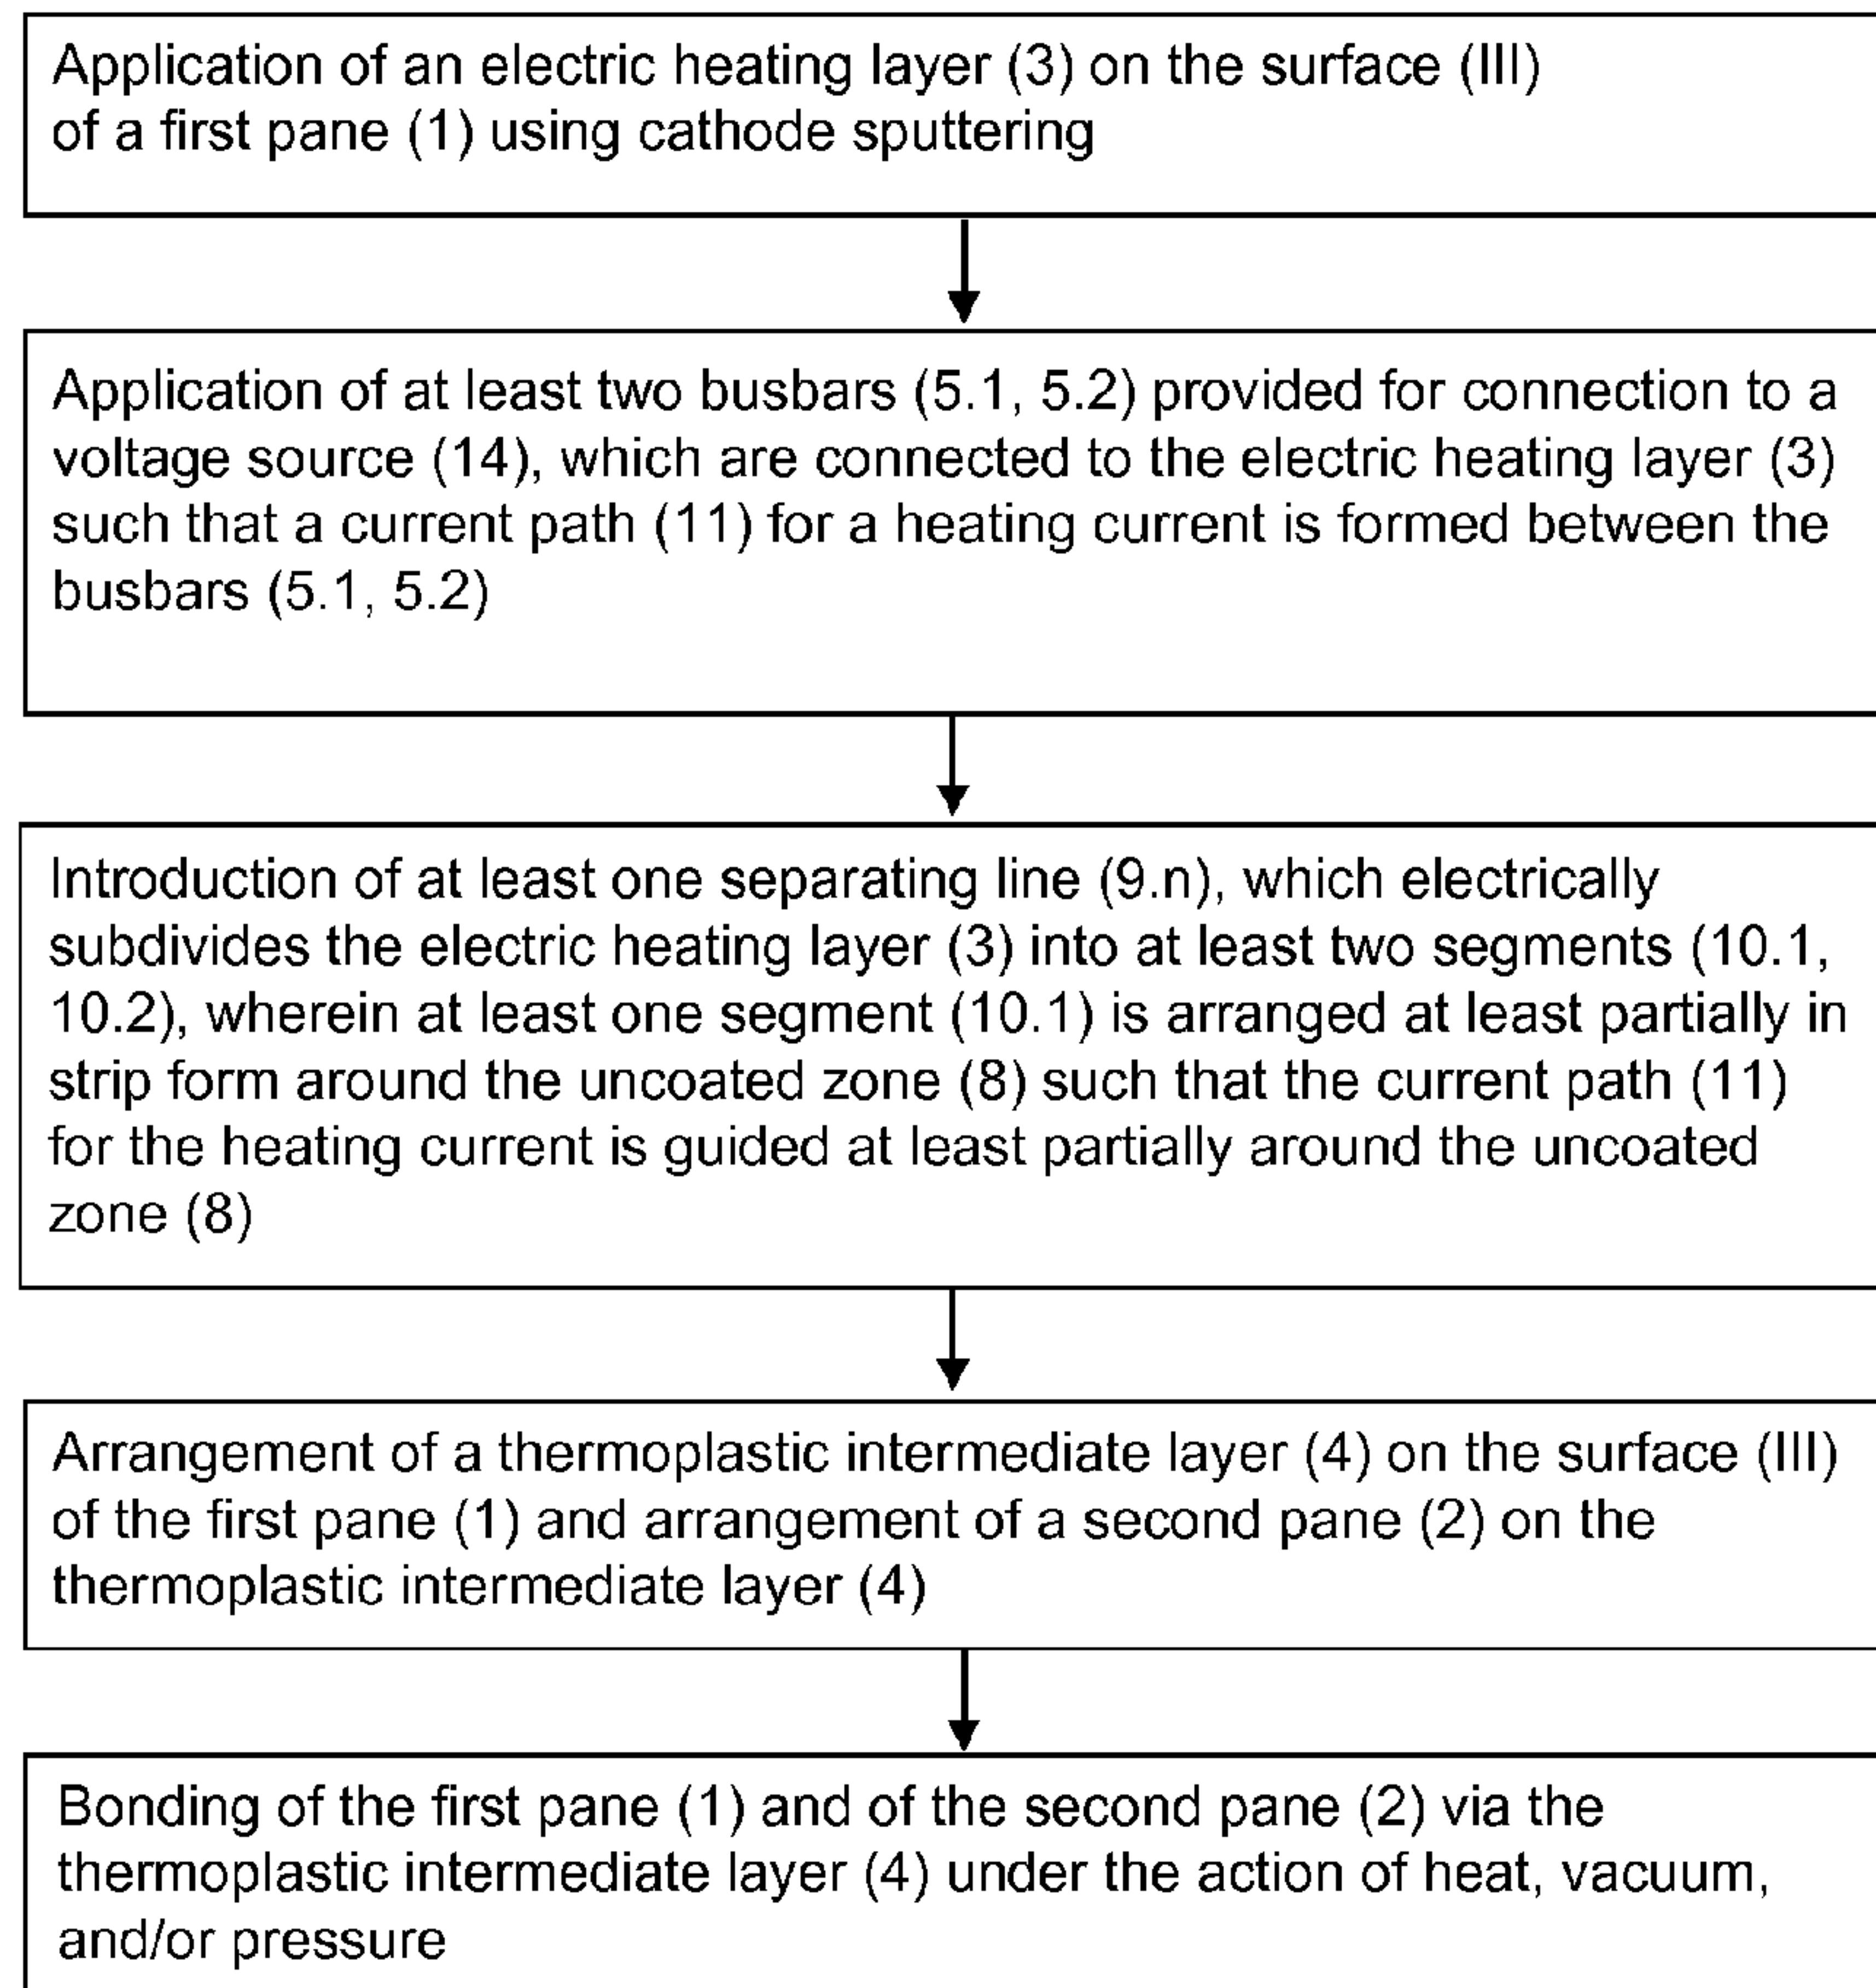 Application of an electric heating layer (3) on the surface (III)
of a first pane (1) using cathode sputtering
Application of at least two busbars (5.1, 5.2) provided for connection to a
voltage source (14), which are connected to the electric heating layer (3)
such that a current path (11) for a heating current is formed between the
busbars (5.1, 5.2)
Introduction of at least one separating line (9.n), which electrically
subdivides the electric heating layer (3) into at least two segments (10.1,
10.2), wherein at least one segment (10.1) is arranged at least partially in
strip form around the uncoated zone (8) such that the current path (11)
for the heating current is guided at least partially around the uncoated
zone (8)
Arrangement of a thermoplastic intermediate layer (4) on the surface (III)
of the first pane (1) and arrangement of a second pane (2) on the
thermoplastic intermediate layer (4)
Bonding of the first pane (1) and of the second pane (2) via the
thermoplastic intermediate layer (4) under the action of heat, vacuum,
and/or pressure